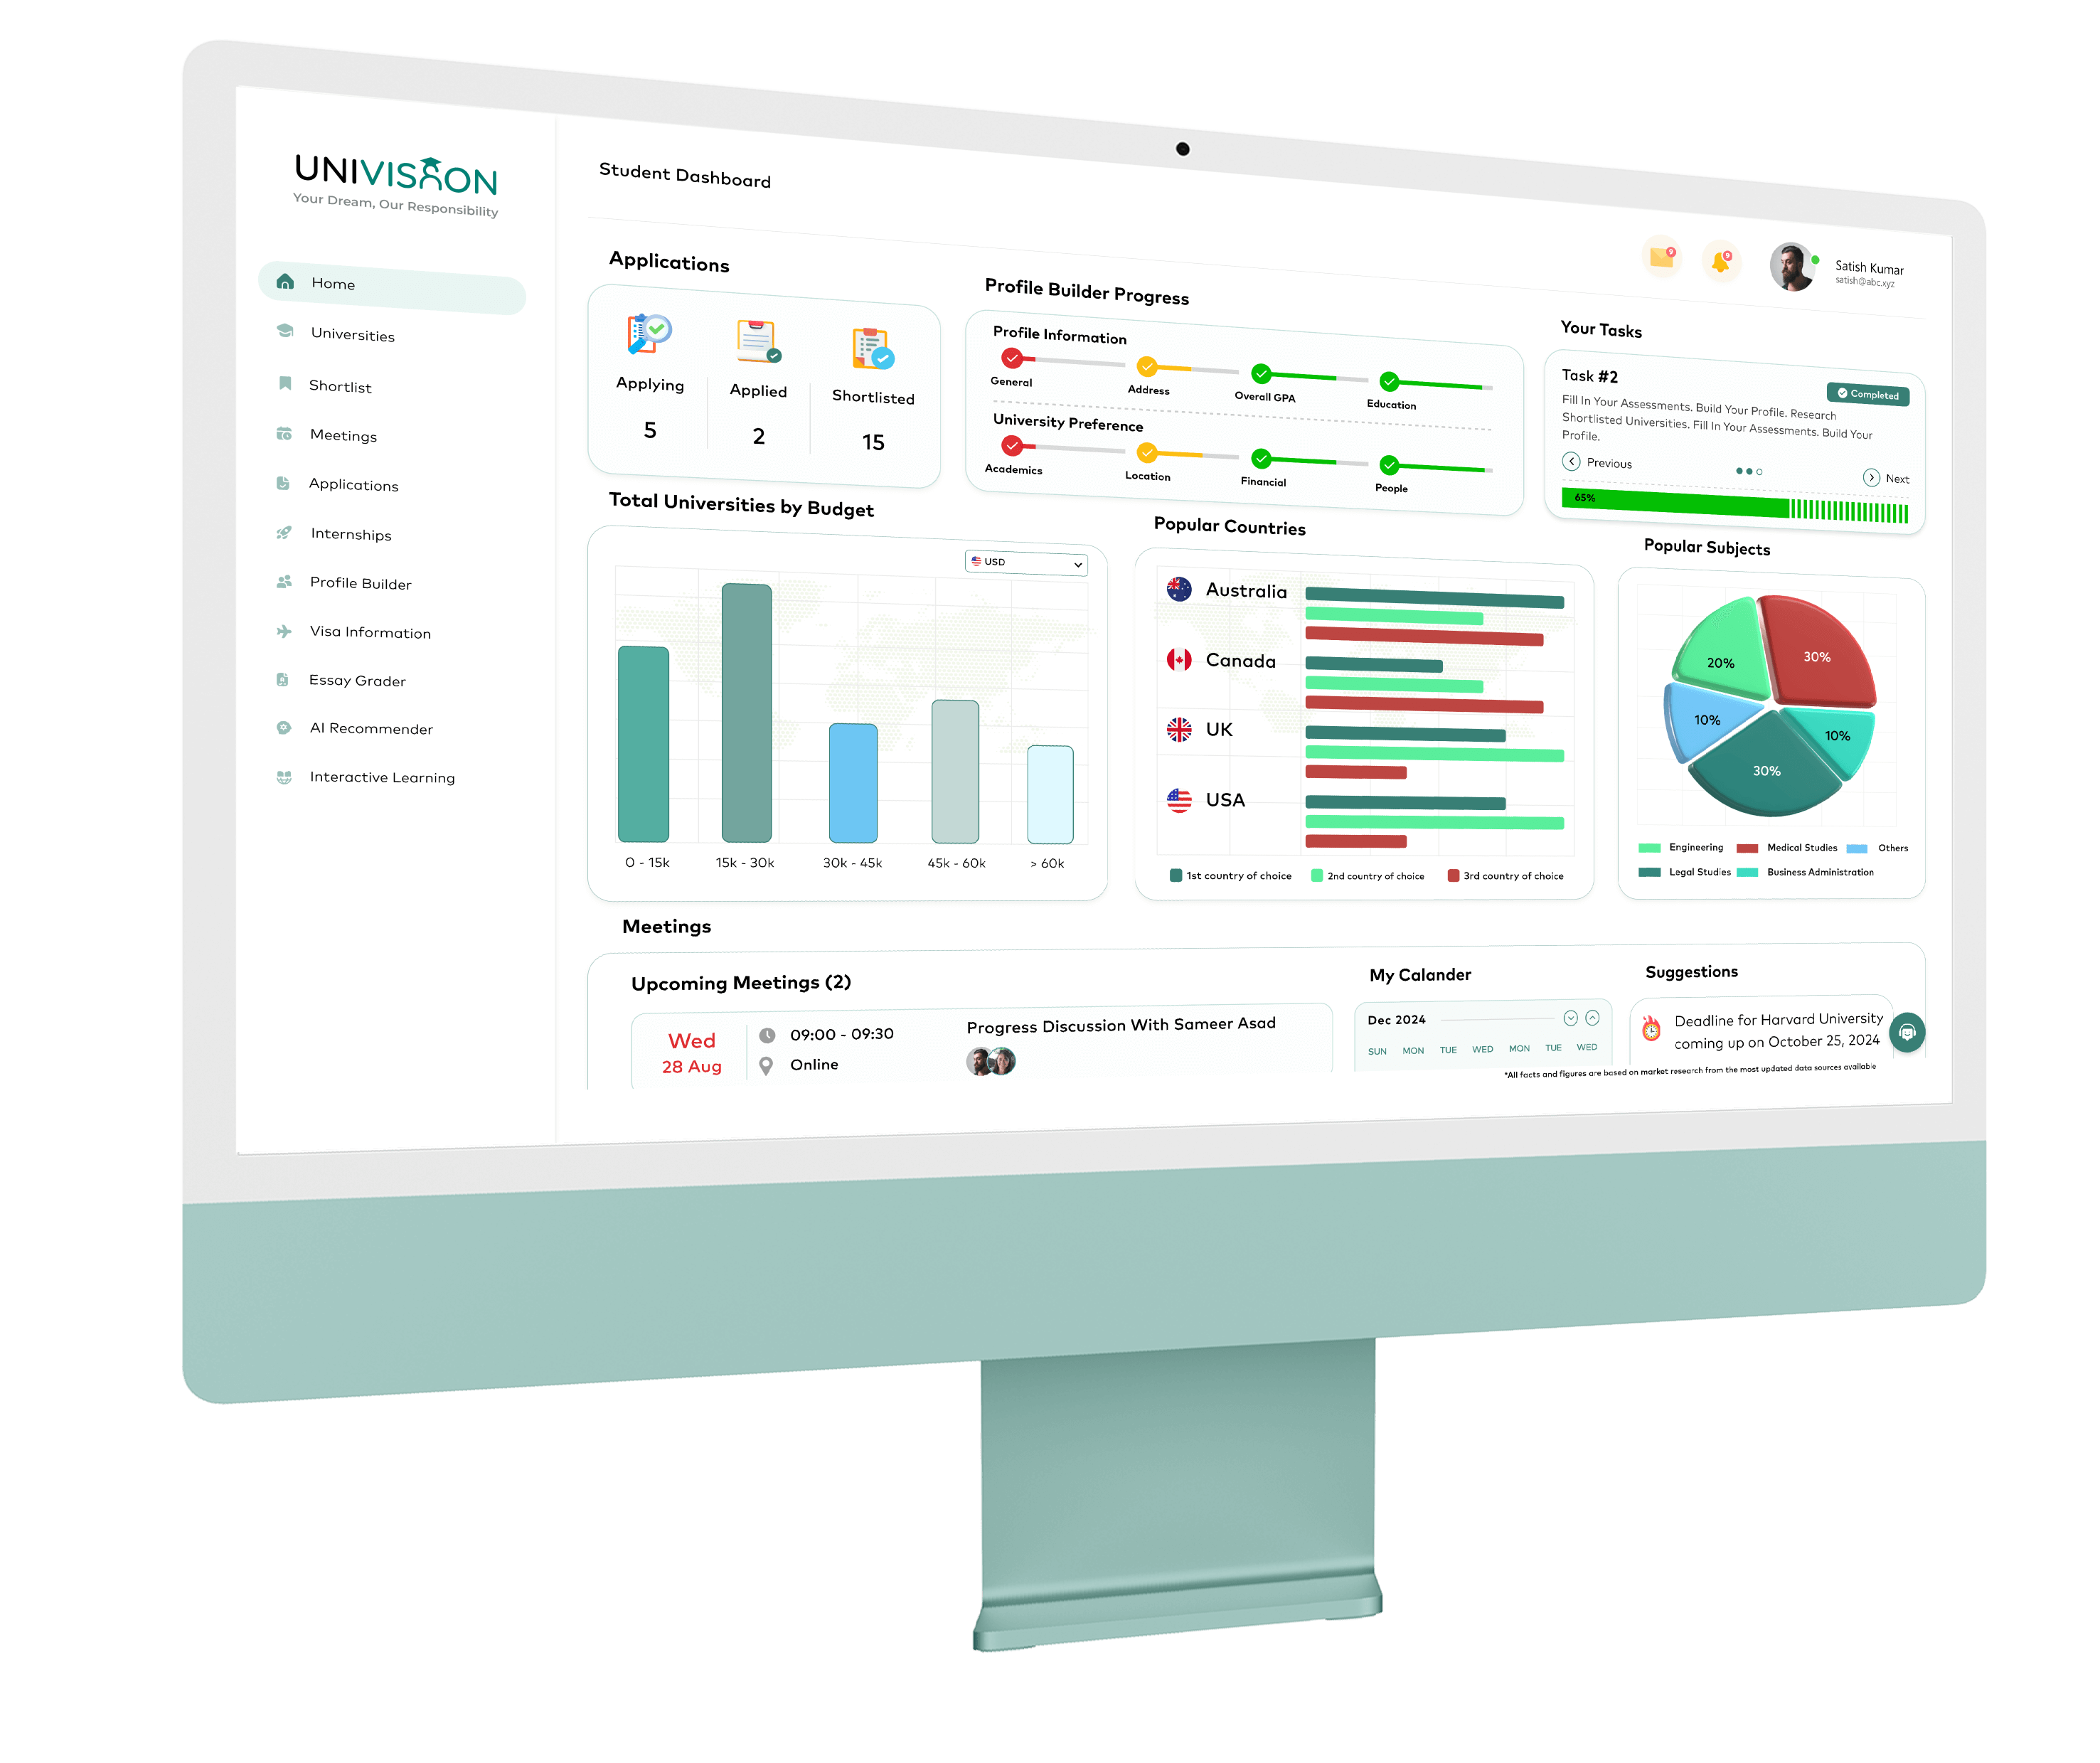 UNIVISION
Your Dream, Our Responsibility
Home
Universities
Shortlist
Meetings
Applications
Internships
Profile Builder
Visa Information
Essay Grader
AI Recommender
Interactive Learning
Student Dashboard
9
9
Satish Kumar
satish@abc.xyz
Applications
Applying
5
Applied
2
Shortlisted
15
Profile Builder Progress
Profile Information
General
Address
Overall GPA
Education
University Preference
Academics
Location
Financial
People
Your Tasks
Task #2
Completed
Fill In Your Assessments. Build Your Profile. Research
Shortlisted Universities. Fill In Your Assessments. Build Your
Profile.
Previous
Next
65%
Total Universities by Budget
USD
0 - 15k
15k - 30k
30k - 45k
45k - 60k
> 60k
Popular Countries
Australia
Canada
UK
USA
1st country of choice
2nd country of choice
3rd country of choice
Popular Subjects
20%
30%
10%
10%
30%
Engineering
Medical Studies
Others
Legal Studies
Business Administration
Meetings
Upcoming Meetings (2)
Wed
28 Aug
09:00 - 09:30
Online
Progress Discussion With Sameer Asad
My Calander
Dec 2024
SUN MON TUE WED MON TUE WED
Suggestions
Deadline for Harvard University
coming up on October 25, 2024
*All facts and figures are based on market research from the most updated data sources available